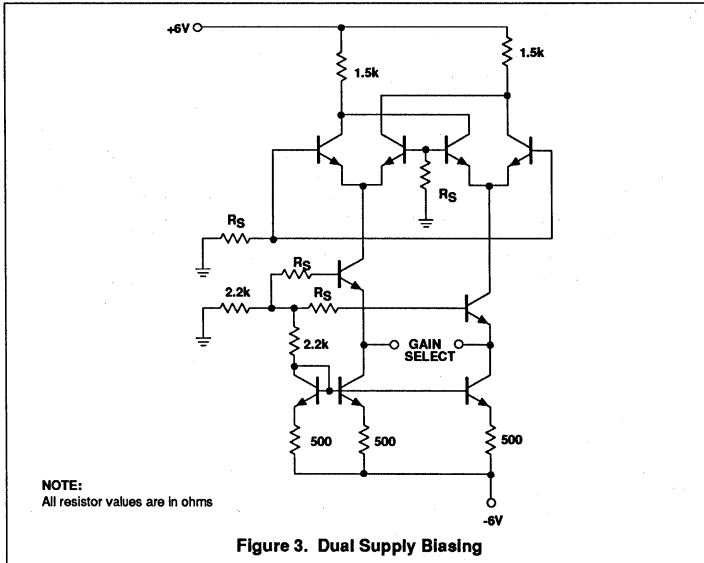 +6V
1.5k
1.5k
RS
RS
RS
2.2k
RS
2.2k
GAIN
SELECT
500
500
500
NOTE:
All resistor values are in ohms
-6V
Figure 3. Dual Supply Biasing